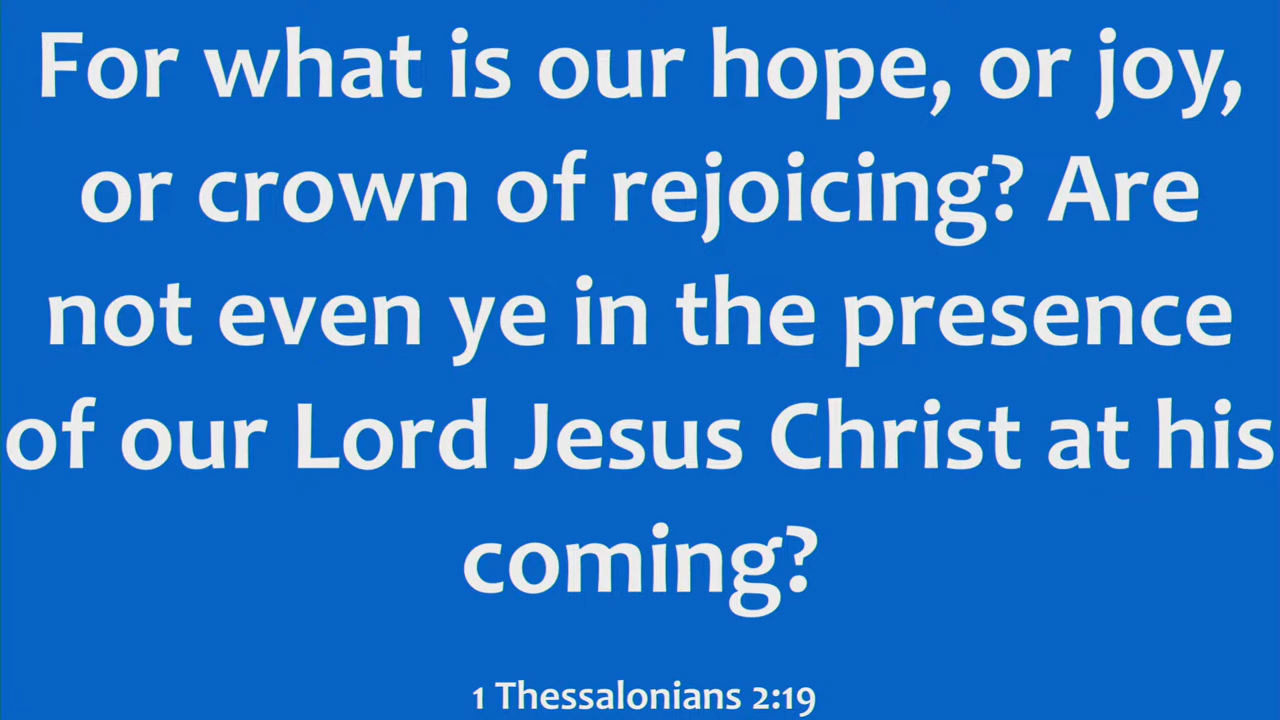 For what is our hope, or joy,
or crown of rejoicing? Are
not even ye in the presence
of our Lord Jesus Christ at his
coming?
1 Thessalonians 2:19